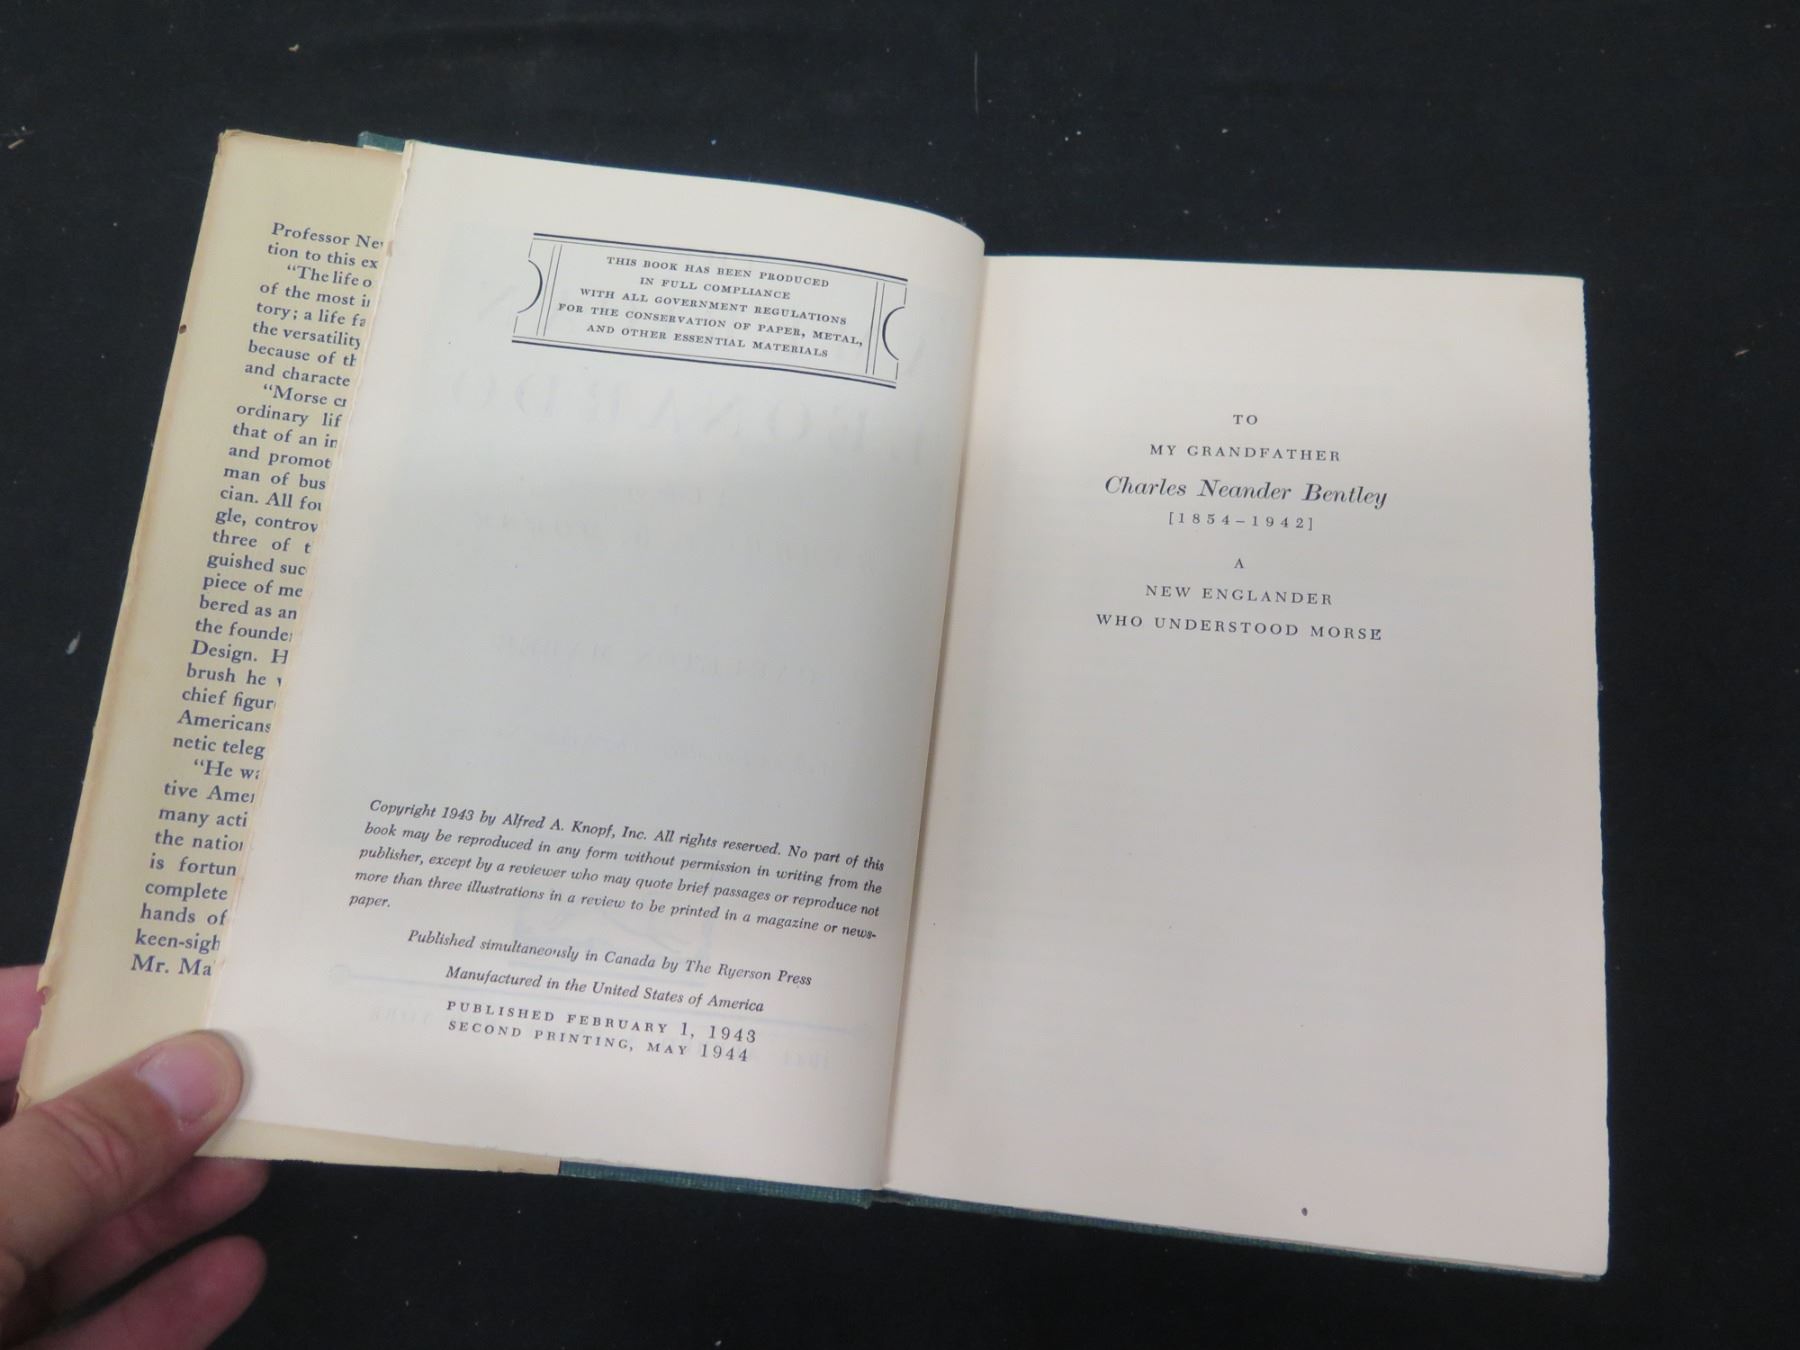 Professor Ne
tion to this ex
"The life o
of the most i
tory; a life fa
the versatility
because of th
and characte
"Morse cr
ordinary lif
that of an in
and promot
man of bus
cian. All fou
gle, controv
three of t
guished suc
piece of me
bered as an
the founde
Design. H
brush he
chief figur
Americans
netic teleg
"He wa
tive Amer
many acti
the nation
is fortun
complete
hands of
keen-sigh
Mr. Ma
THIS BOOK HAS BEEN PRODUCED
IN FULL COMPLIANCE
WITH ALL GOVERNMENT REGULATIONS
FOR THE CONSERVATION OF PAPER, METAL,
AND OTHER ESSENTIAL MATERIALS
Copyright 1943 by Alfred A. Knopf, Inc. All rights reserved. No part of this
book may be reproduced in any form without permission in writing from the
publisher, except by a reviewer who may quote brief passages or reproduce not
more than three illustrations in a review to be printed in a magazine or news-
paper.
Published simultaneously in Canada by The Ryerson Press
Manufactured in the United States of America
PUBLISHED FEBRUARY 1, 1943
SECOND PRINTING, MAY 1944
TO
MY GRANDFATHER
Charles Neander Bentley
[1854–1942]
A
NEW ENGLANDER
WHO UNDERSTOOD MORSE